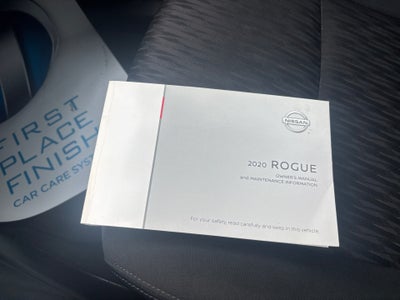 FIRST
PLACE
FINISH
CAR CARE SYS
NISSAN
2020 ROGUE
OWNER'S MANUAL
and MAINTENANCE INFORMATION
For your safety, read carefully and keep in this vehicle.